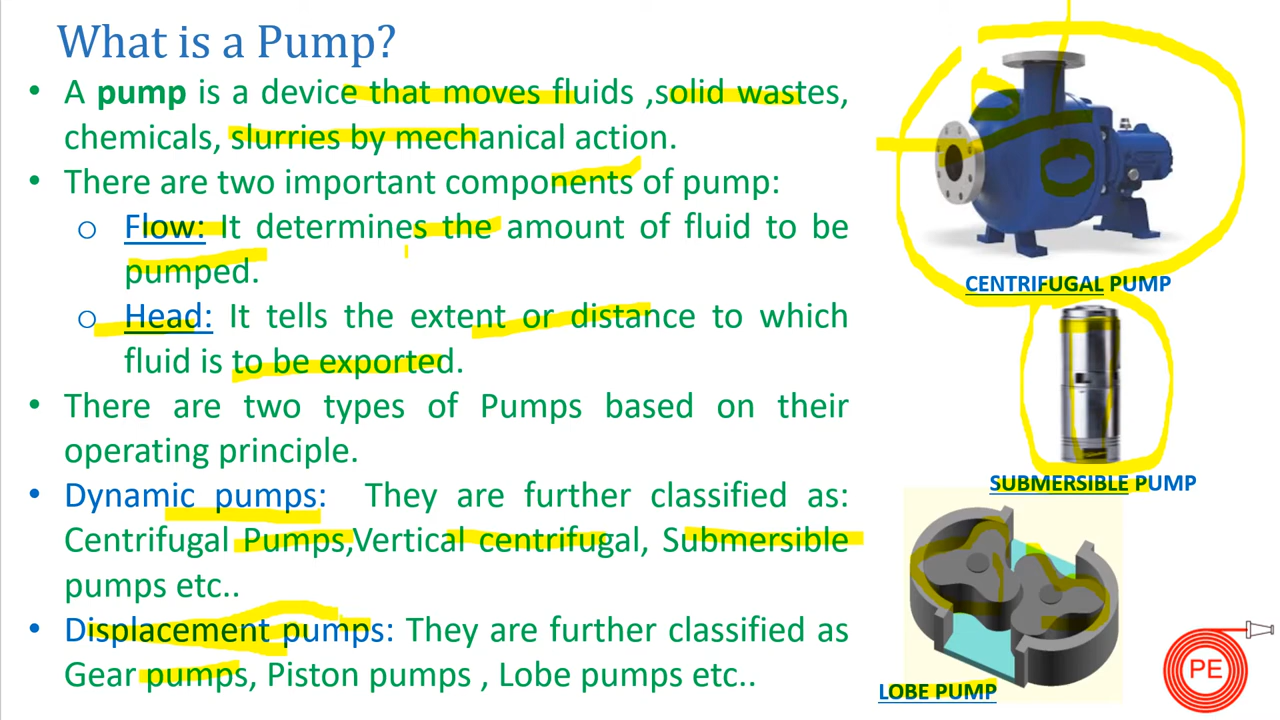 What is a Pump?
• A pump is a device that moves fluids ,solid wastes,
chemicals, slurries by mechanical action.
• There are two important components of pump:
o Flow: It determines the amount of fluid to be
pumped.
o Head: It tells the extent or distance to which
fluid is to be exported.
• There are two types of Pumps based on their
operating principle.
• Dynamic pumps: They are further classified as:
Centrifugal Pumps,Vertical centrifugal, Submersible
pumps etc..
• Displacement pumps: They are further classified as
Gear pumps, Piston pumps , Lobe pumps etc..
CENTRIFUGAL PUMP
SUBMERSIBLE PUMP
LOBE PUMP
PE